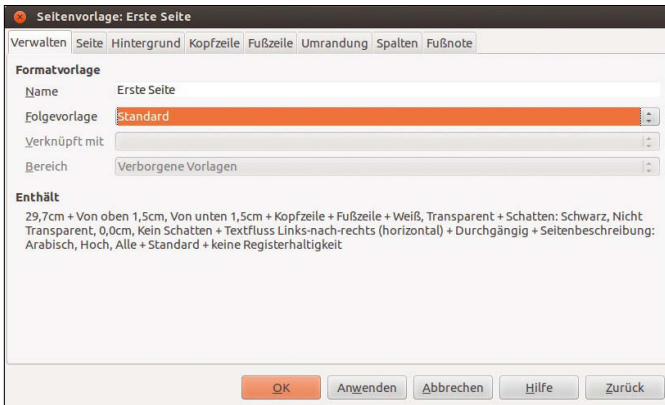 Seitenvorlage: Erste Seite
Verwalten Seite Hintergrund Kopfzeile Fußzeile Umrandung Spalten Fußnote
Formatvorlage
Name Erste Seite
Folgevorlage Standard
Verknüpft mit
Bereich Verborgene Vorlagen
Enthält
29,7cm + Von oben 1,5cm, Von unten 1,5cm + Kopfzeile + Fußzeile + Weiß, Transparent + Schatten: Schwarz, Nicht
Transparent, 0,0cm, Kein Schatten + Textfluss Links-nach-rechts (horizontal) + Durchgängig + Seitenbeschreibung:
Arabisch, Hoch, Alle + Standard + keine Registerhaltigkeit
OK Anwenden Abbrechen Hilfe Zurück